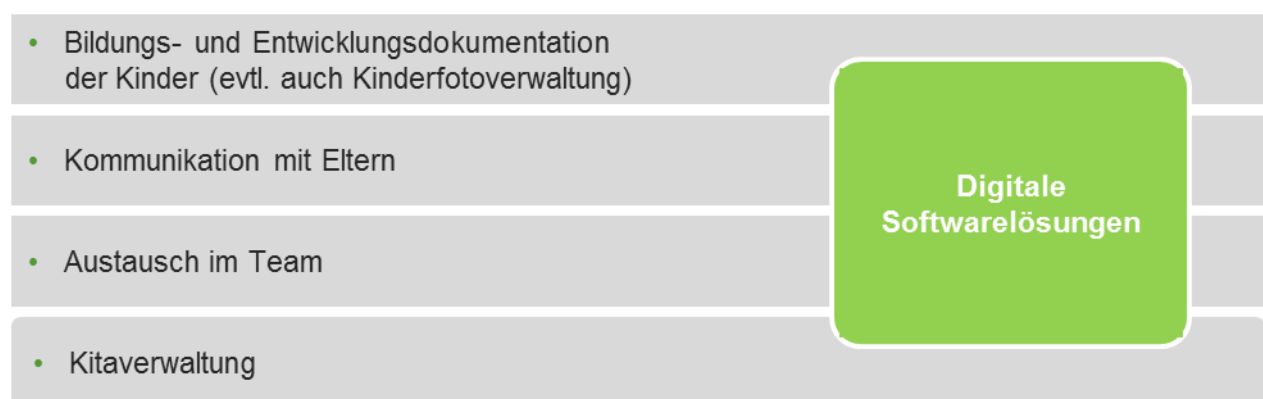 • Bildungs- und Entwicklungsdokumentation
der Kinder (evtl. auch Kinderfotoverwaltung)
• Kommunikation mit Eltern
• Austausch im Team
• Kitaverwaltung
Digitale
Softwarelösungen